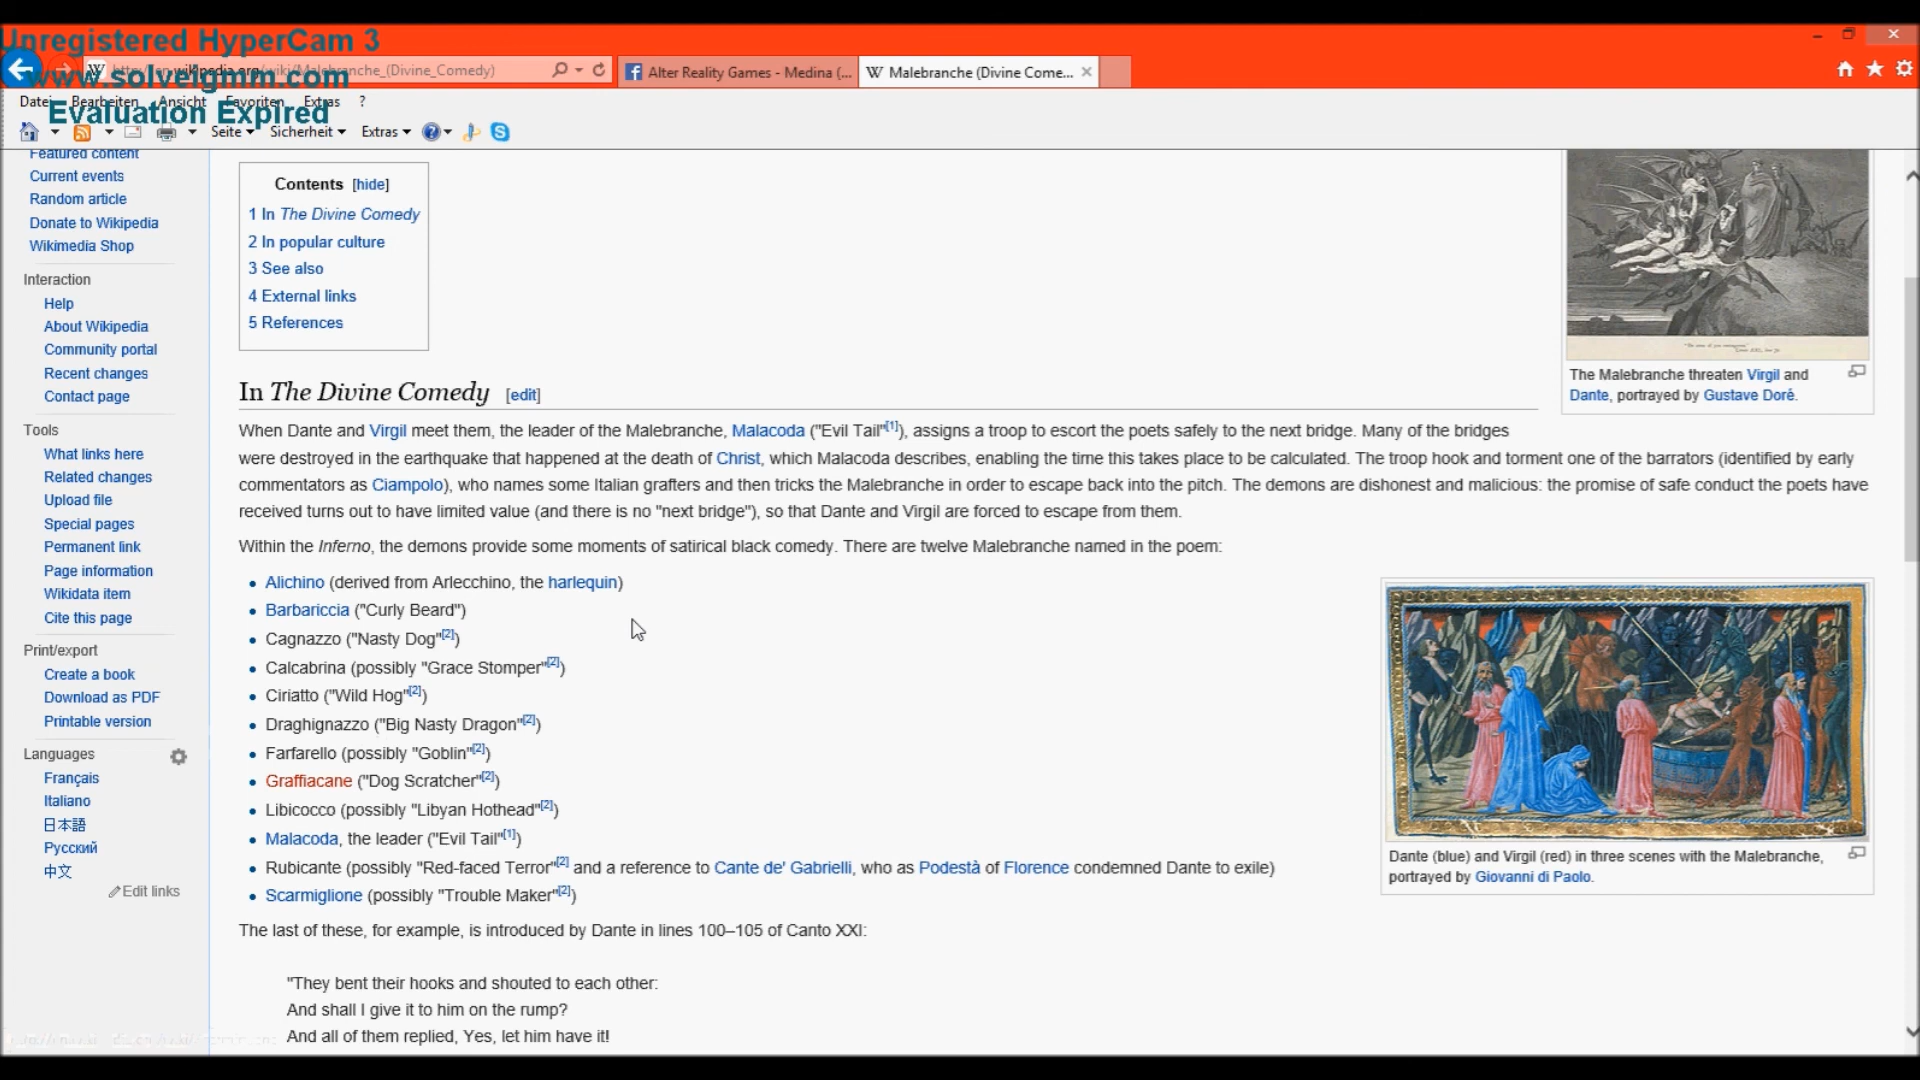 Unregistered HyperCam 3
www.solveigmm.com
Evaluation Expired
http://en.wikipedia.org/wiki/Malebranche_(Divine_Comedy)
Alter Reality Games - Medina (...
Malebranche (Divine Come...
Datei Bearbeiten Ansicht Favoriten Extras ?
Seite Sicherheit Extras
Featured content
Current events
Random article
Donate to Wikipedia
Wikimedia Shop
Interaction
Help
About Wikipedia
Community portal
Recent changes
Contact page
Tools
What links here
Related changes
Upload file
Special pages
Permanent link
Page information
Wikidata item
Cite this page
Print/export
Create a book
Download as PDF
Printable version
Languages
Français
Italiano
日本語
Русский
中文
Edit links
Contents [hide]
1 In The Divine Comedy
2 In popular culture
3 See also
4 External links
5 References
The Malebranche threaten Virgil and
Dante, portrayed by Gustave Doré.
In The Divine Comedy [edit]
When Dante and Virgil meet them, the leader of the Malebranche, Malacoda ("Evil Tail"[1]), assigns a troop to escort the poets safely to the next bridge. Many of the bridges
were destroyed in the earthquake that happened at the death of Christ, which Malacoda describes, enabling the time this takes place to be calculated. The troop hook and torment one of the barrators (identified by early
commentators as Ciampolo), who names some Italian grafters and then tricks the Malebranche in order to escape back into the pitch. The demons are dishonest and malicious: the promise of safe conduct the poets have
received turns out to have limited value (and there is no "next bridge"), so that Dante and Virgil are forced to escape from them.
Within the Inferno, the demons provide some moments of satirical black comedy. There are twelve Malebranche named in the poem:
• Alichino (derived from Arlecchino, the harlequin)
• Barbariccia ("Curly Beard")
• Cagnazzo ("Nasty Dog"[2])
• Calcabrina (possibly "Grace Stomper"[2])
• Ciriatto ("Wild Hog"[2])
• Draghignazzo ("Big Nasty Dragon"[2])
• Farfarello (possibly "Goblin"[2])
• Graffiacane ("Dog Scratcher"[2])
• Libicocco (possibly "Libyan Hothead"[2])
• Malacoda, the leader ("Evil Tail"[1])
• Rubicante (possibly "Red-faced Terror"[2] and a reference to Cante de' Gabrielli, who as Podestà of Florence condemned Dante to exile)
• Scarmiglione (possibly "Trouble Maker"[2])
Dante (blue) and Virgil (red) in three scenes with the Malebranche,
portrayed by Giovanni di Paolo.
The last of these, for example, is introduced by Dante in lines 100–105 of Canto XXI:
"They bent their hooks and shouted to each other:
And shall I give it to him on the rump?
And all of them replied, Yes, let him have it!